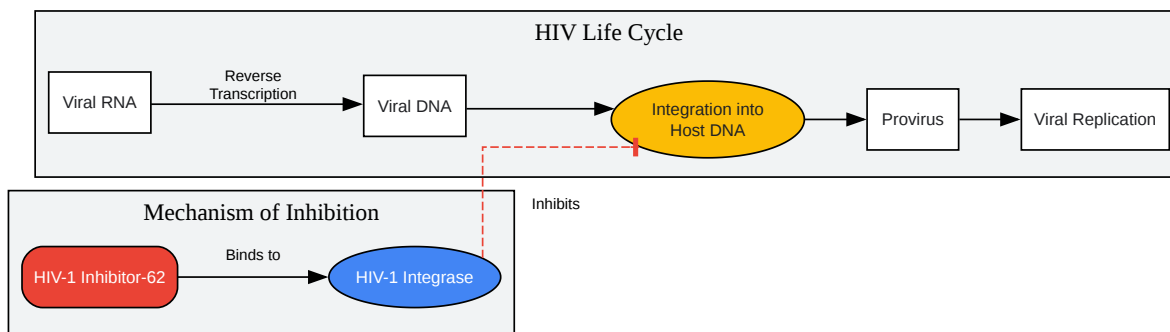 HIV Life Cycle
Viral RNA
Reverse
Transcription
Viral DNA
Integration into
Host DNA
Provirus
Viral Replication
Inhibits
Mechanism of Inhibition
HIV-1 Inhibitor-62
Binds to
HIV-1 Integrase